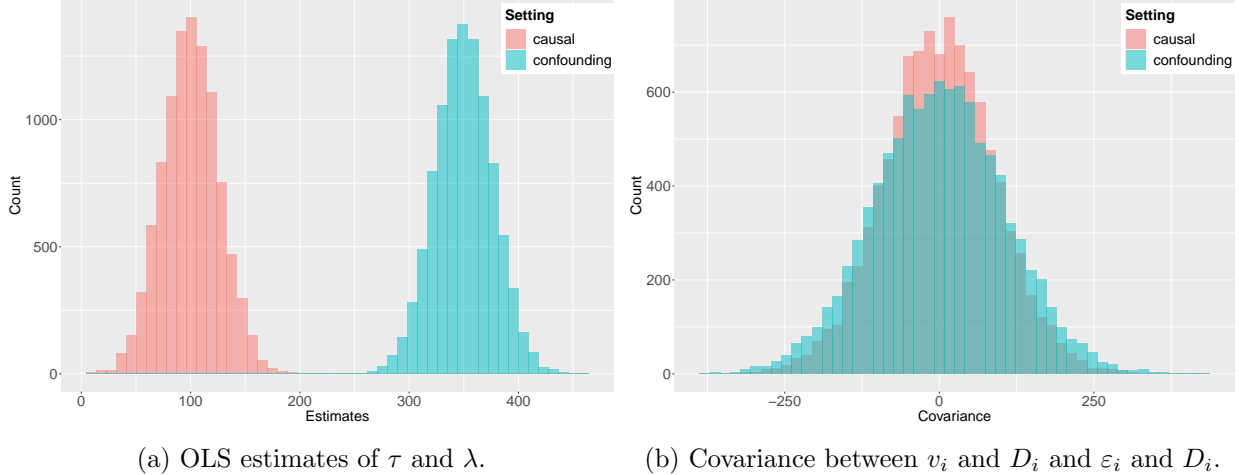 Setting
causal
confounding
Count
1000
500
0
0
100
200
300
400
Estimates
Setting
causal
confounding
Count
600
400
200
0
−250
0
250
Covariance
(a) OLS estimates of τ and λ.
(b) Covariance between vᵢ and Dᵢ and εᵢ and Dᵢ.